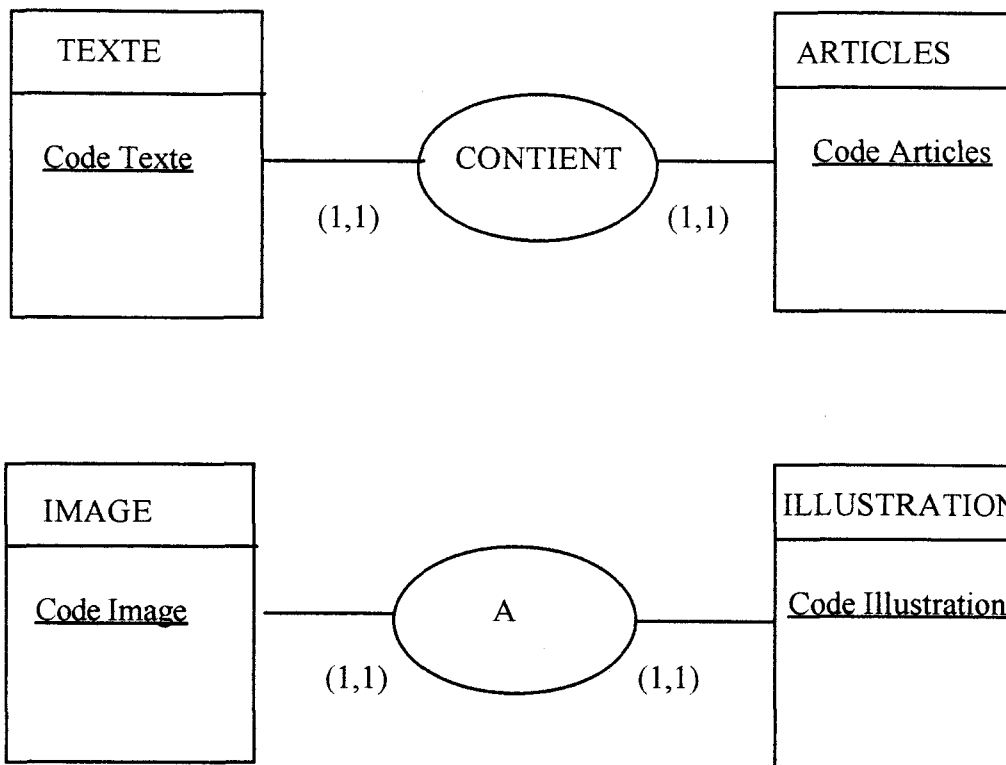 TEXTE
ARTICLES
Code Texte
CONTIENT
Code Articles
(1,1)
(1,1)
IMAGE
ILLUSTRATION
Code Image
A
Code Illustration
(1,1)
(1,1)